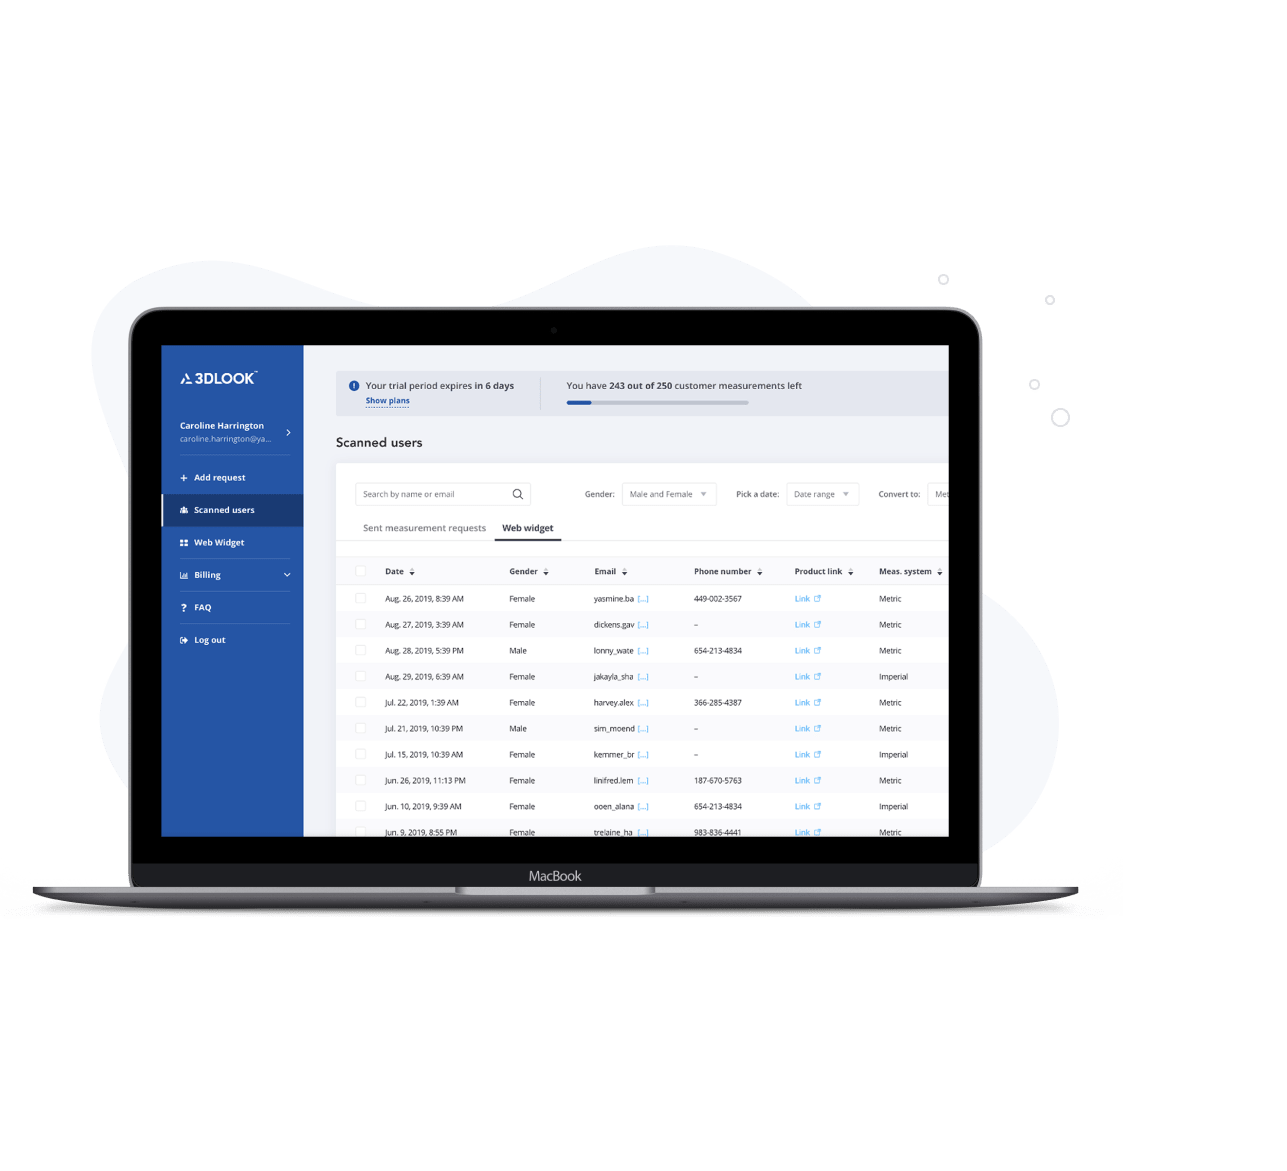 3DLOOK™
Caroline Harrington
caroline.harrington@ya...
Add request
Scanned users
Web Widget
Billing
? FAQ
Log out
Your trial period expires in 6 days
Show plans
You have 243 out of 250 customer measurements left
Scanned users
Search by name or email
Gender: Male and Female
Pick a date: Date range
Convert to: Met
Sent measurement requests Web widget
Date Gender Email Phone number Product link Meas. system
Aug. 26, 2019, 8:39 AM Female yasmine.ba [...] 449-002-3567 Link Metric
Aug. 27, 2019, 3:39 AM Female dickens.gav [...] – Link Metric
Aug. 28, 2019, 5:39 PM Male lonny_wate [...] 654-213-4834 Link Metric
Aug. 29, 2019, 6:39 AM Female jakayla_sha [...] – Link Imperial
Jul. 22, 2019, 1:39 AM Female harvey.alex [...] 366-285-4387 Link Metric
Jul. 21, 2019, 10:39 PM Male sim_moend [...] – Link Metric
Jul. 15, 2019, 10:39 AM Female kemmer_br [...] – Link Imperial
Jun. 26, 2019, 11:13 PM Female linifred.lem [...] 187-670-5763 Link Metric
Jun. 10, 2019, 9:39 AM Female ooen_alana [...] 654-213-4834 Link Imperial
Jun. 9, 2019, 8:55 PM Female trelaine_ha [...] 983-836-4441 Link Metric
MacBook